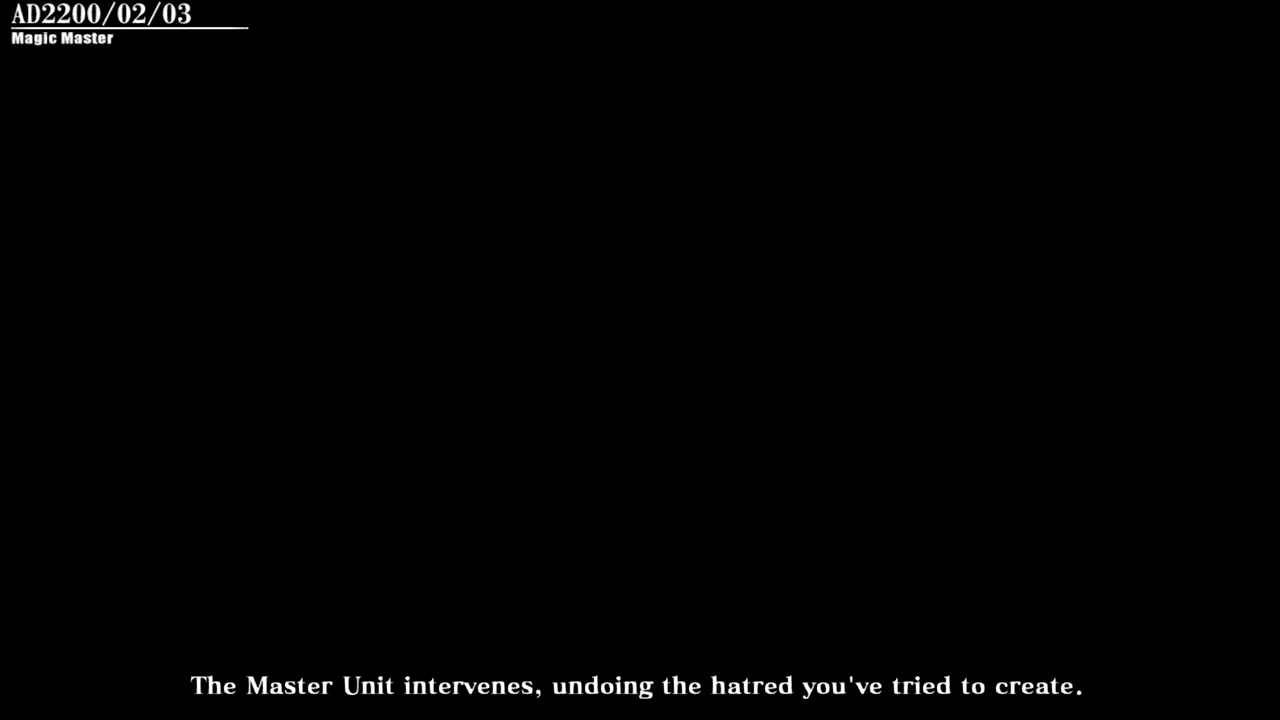 AD2200/02/03
Magic Master
The Master Unit intervenes, undoing the hatred you've tried to create.